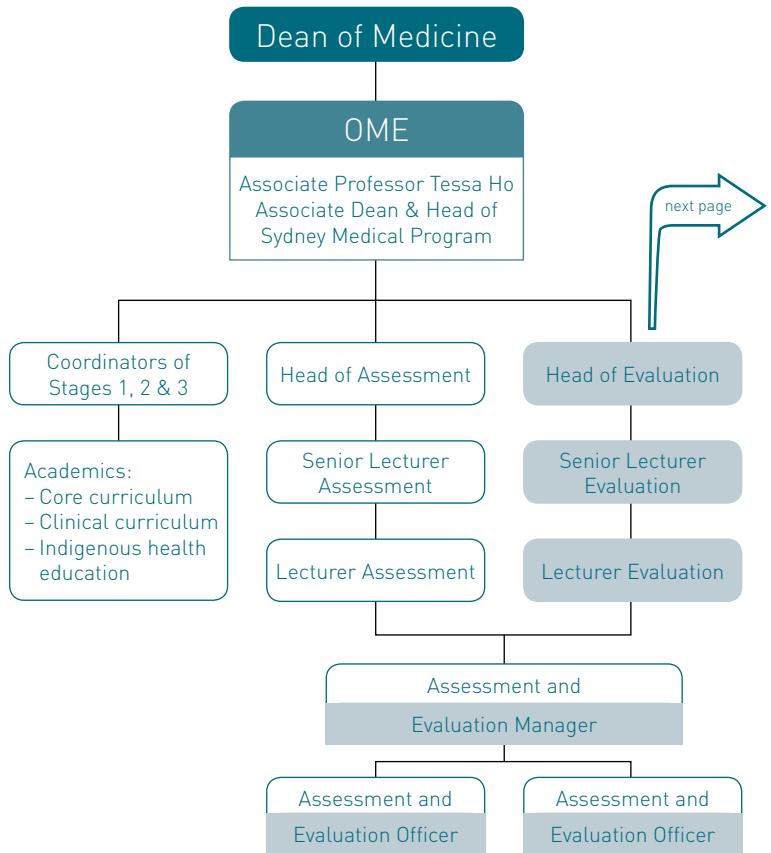 Dean of Medicine
OME
Associate Professor Tessa Ho
Associate Dean & Head of
Sydney Medical Program
next page
Coordinators of
Stages 1, 2 & 3
Head of Assessment
Head of Evaluation
Academics:
– Core curriculum
– Clinical curriculum
– Indigenous health
education
Senior Lecturer
Assessment
Senior Lecturer
Evaluation
Lecturer Assessment
Lecturer Evaluation
Assessment and
Evaluation Manager
Assessment and
Evaluation Officer
Assessment and
Evaluation Officer